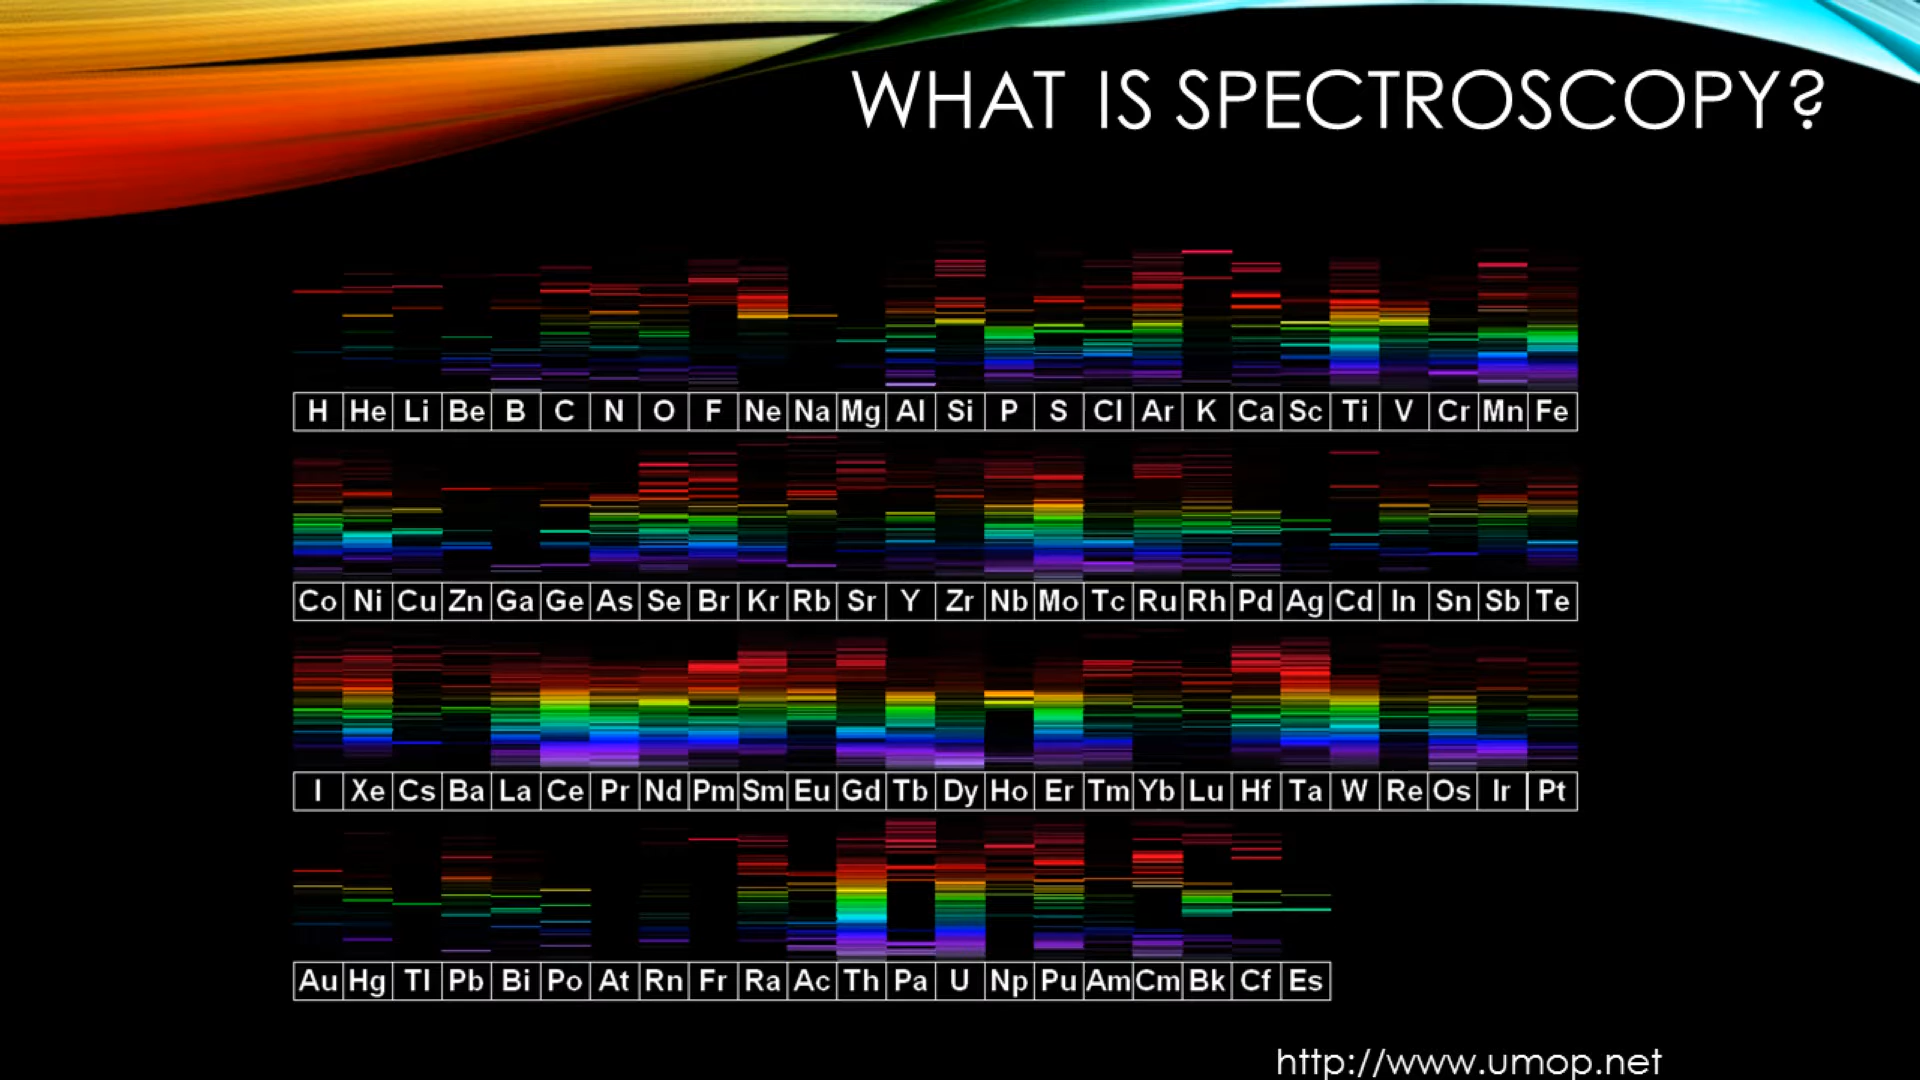 WHAT IS SPECTROSCOPY?
H He Li Be B C N O F Ne Na Mg Al Si P S Cl Ar K Ca Sc Ti V Cr Mn Fe
Co Ni Cu Zn Ga Ge As Se Br Kr Rb Sr Y Zr Nb Mo Tc Ru Rh Pd Ag Cd In Sn Sb Te
I Xe Cs Ba La Ce Pr Nd Pm Sm Eu Gd Tb Dy Ho Er Tm Yb Lu Hf Ta W Re Os Ir Pt
Au Hg Tl Pb Bi Po At Rn Fr Ra Ac Th Pa U Np Pu Am Cm Bk Cf Es
http://www.umop.net